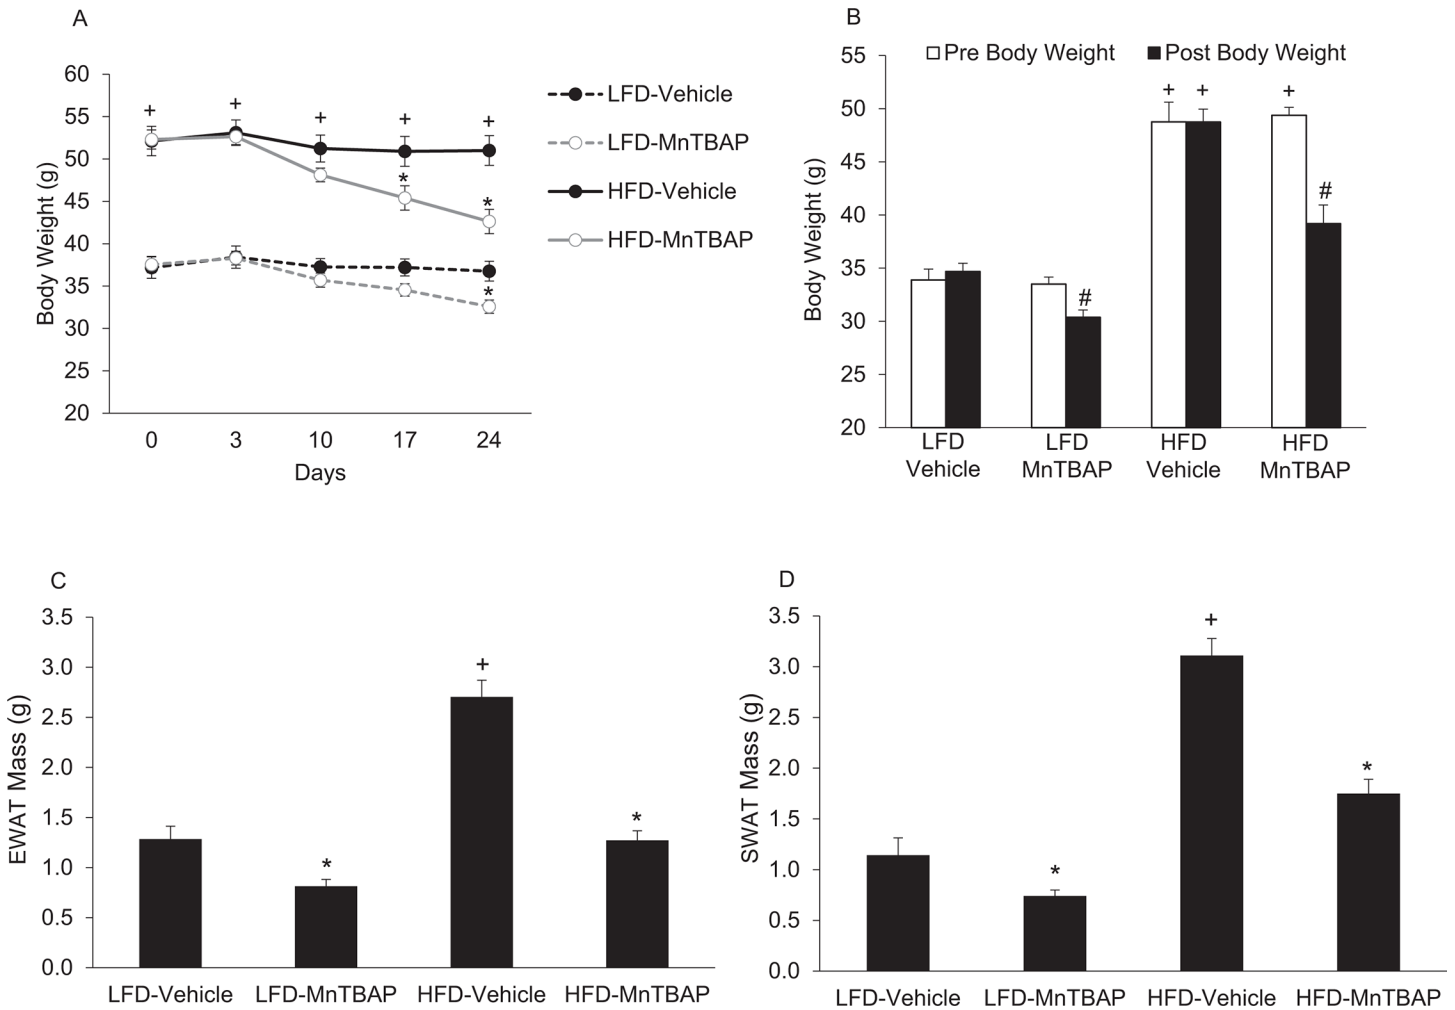 A
60
55
50
45
40
35
30
25
20
Body Weight (g)
+ + + + +
* *
*
0 3 10 17 24
Days
LFD-Vehicle
LFD-MnTBAP
HFD-Vehicle
HFD-MnTBAP
B
Pre Body Weight Post Body Weight
55
50
45
40
35
30
25
20
Body Weight (g)
+ + +
#
#
LFD LFD HFD HFD
Vehicle MnTBAP Vehicle MnTBAP
C
3.5
3.0
2.5
2.0
1.5
1.0
0.5
0.0
EWAT Mass (g)
+
*
*
LFD-Vehicle LFD-MnTBAP HFD-Vehicle HFD-MnTBAP
D
3.5
3.0
2.5
2.0
1.5
1.0
0.5
0.0
SWAT Mass (g)
+
*
*
LFD-Vehicle LFD-MnTBAP HFD-Vehicle HFD-MnTBAP